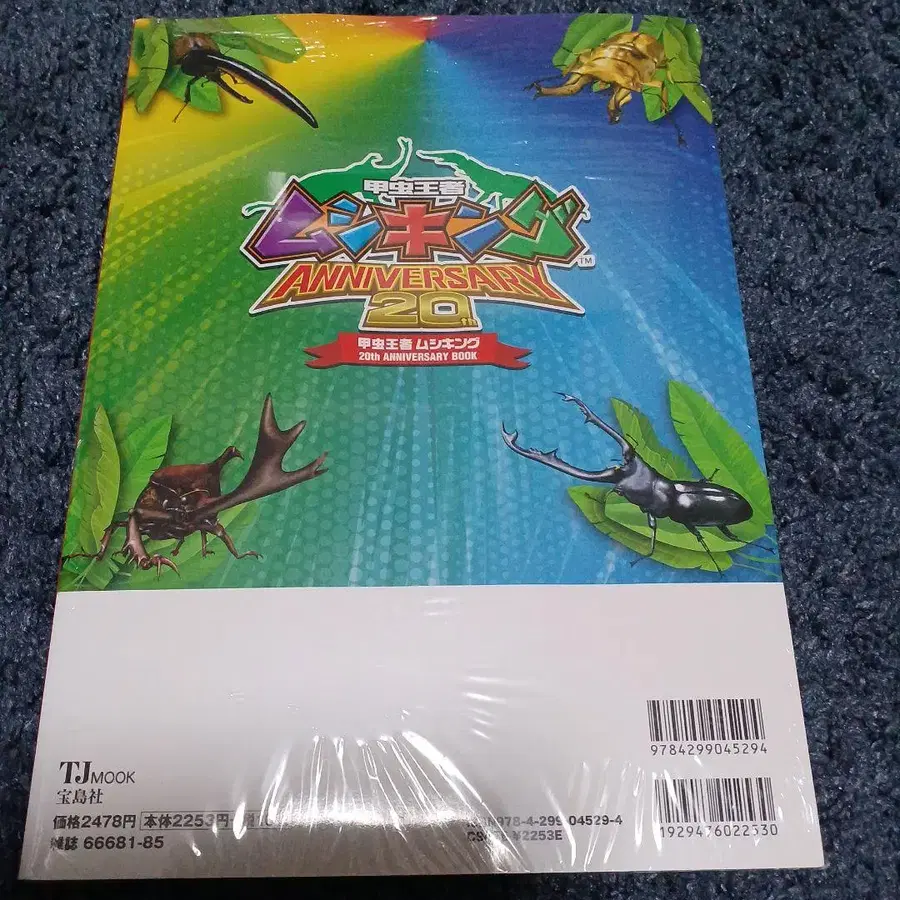 甲虫王者
ムシキング
TM
ANNIVERSARY
20th
甲虫王者 ムシキング
20th ANNIVERSARY BOOK
9784299045294
TJ MOOK
宝島社
価格2478円 本体2253円
雑誌 66681-85
978-4-299-04529-4
¥2253E
1929476022530